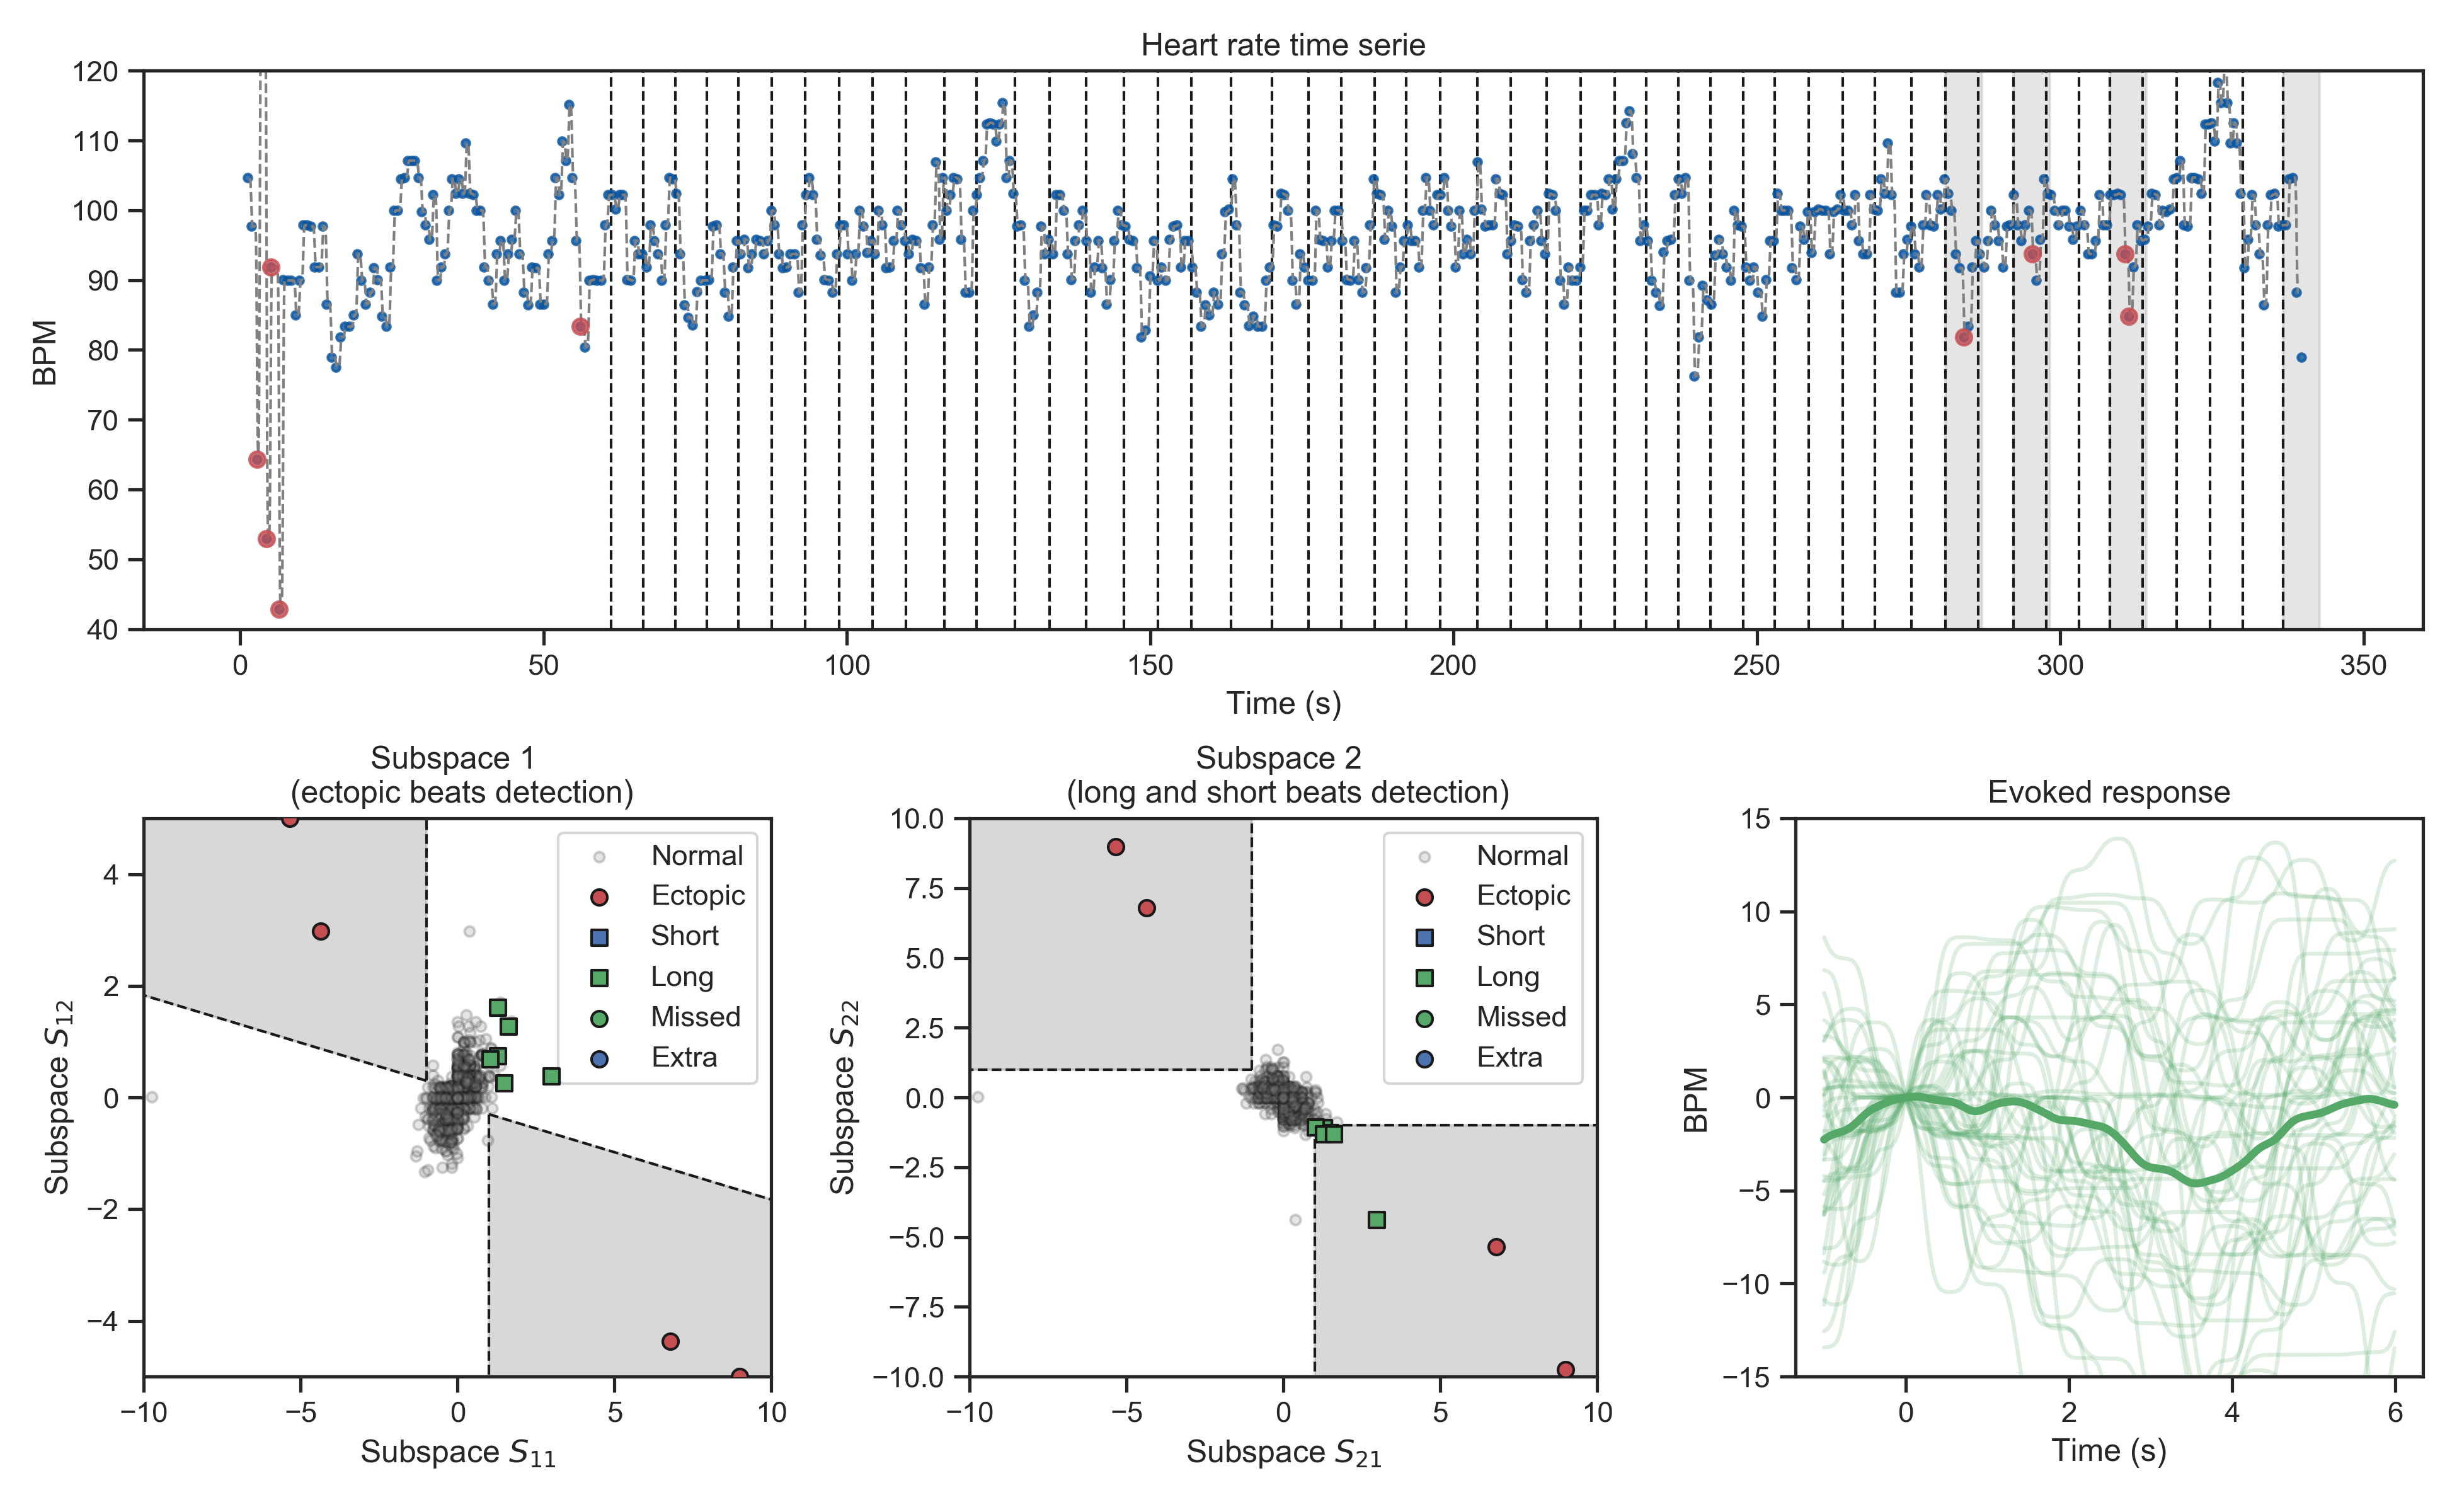 Heart rate time serie
120
110
100
90
80
70
60
50
40
BPM
0 50 100 150 200 250 300 350
Time (s)
Subspace 1
(ectopic beats detection)
4
2
0
−2
−4
Subspace S12
Normal
Ectopic
Short
Long
Missed
Extra
−10 −5 0 5 10
Subspace S11
Subspace 2
(long and short beats detection)
10.0
7.5
5.0
2.5
0.0
−2.5
−5.0
−7.5
−10.0
Subspace S22
Normal
Ectopic
Short
Long
Missed
Extra
−10 −5 0 5 10
Subspace S21
Evoked response
15
10
5
0
−5
−10
−15
BPM
0 2 4 6
Time (s)